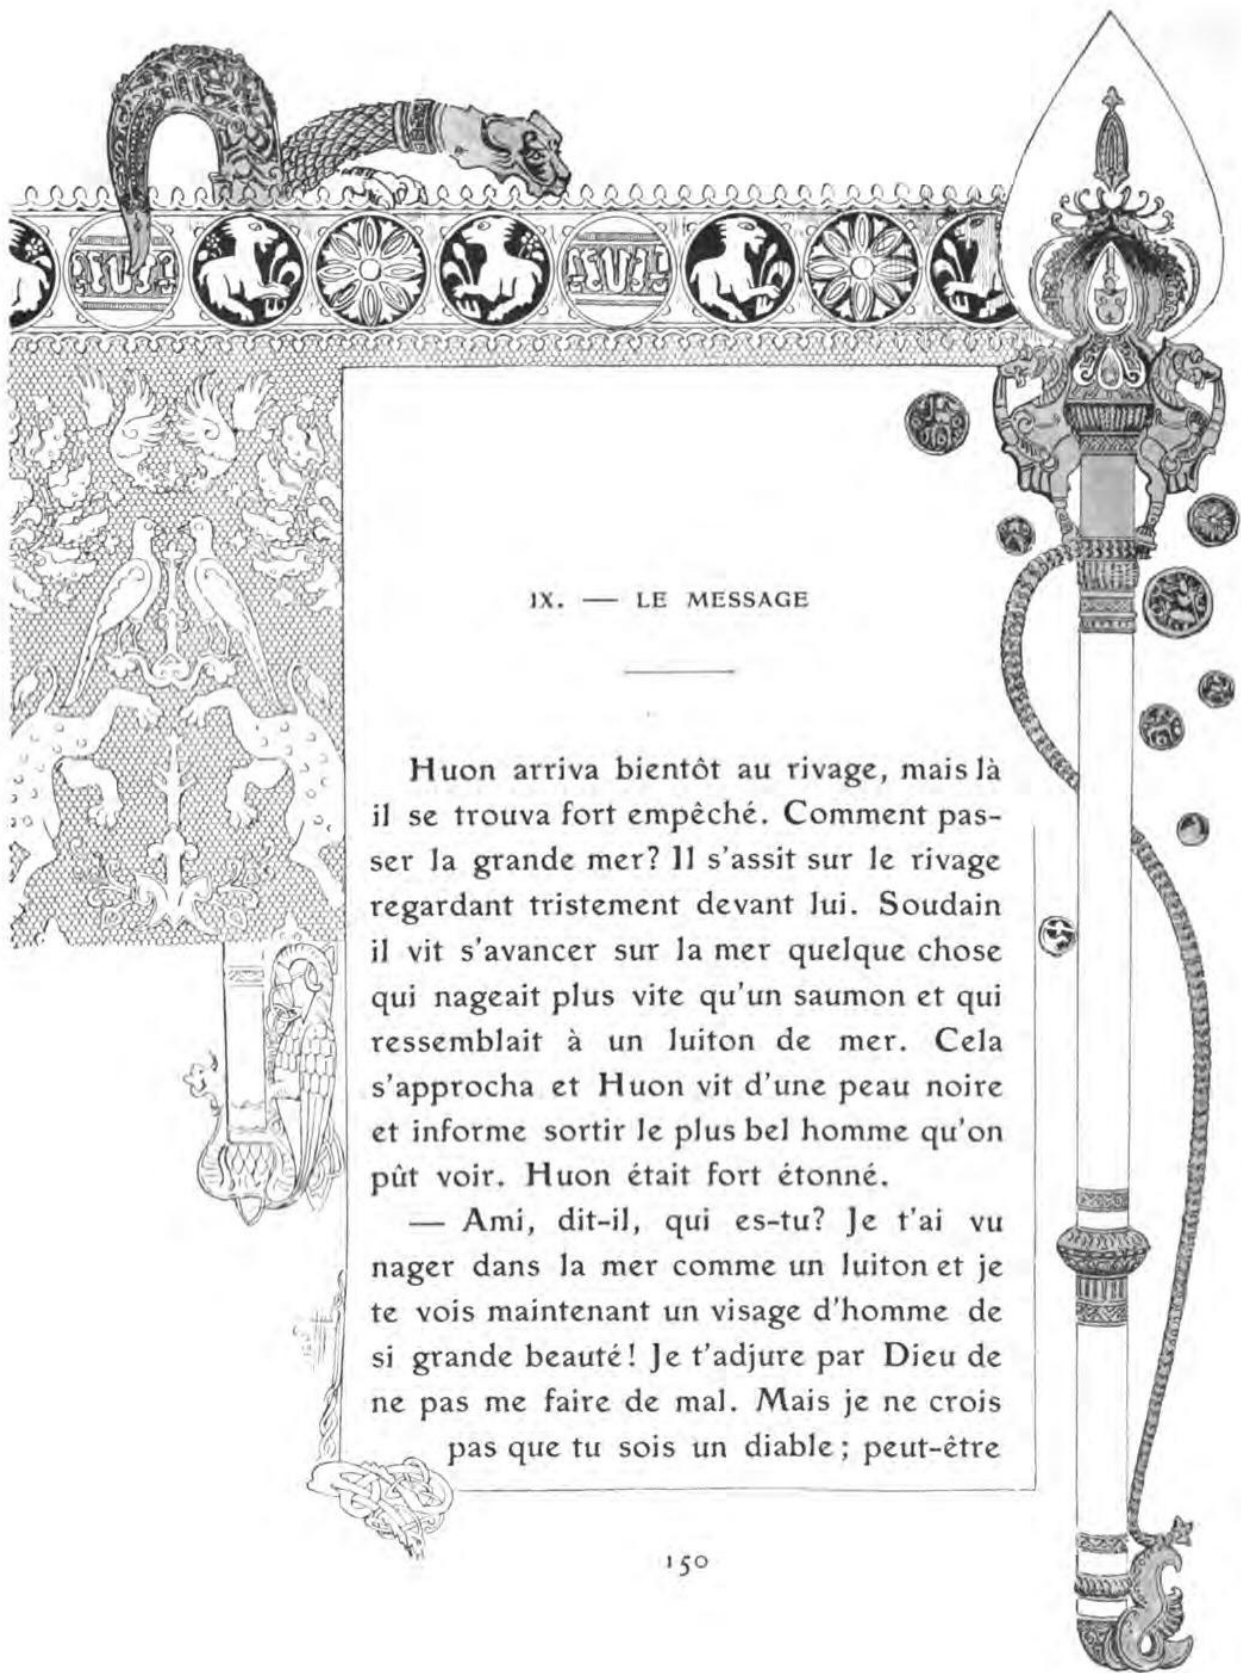 IX. — LE MESSAGE
Huon arriva bientôt au rivage, mais là
il se trouva fort empêché. Comment pas-
ser la grande mer? Il s'assit sur le rivage
regardant tristement devant lui. Soudain
il vit s'avancer sur la mer quelque chose
qui nageait plus vite qu'un saumon et qui
ressemblait à un luiton de mer. Cela
s'approcha et Huon vit d'une peau noire
et informe sortir le plus bel homme qu'on
pût voir. Huon était fort étonné.
— Ami, dit-il, qui es-tu? Je t'ai vu
nager dans la mer comme un luiton et je
te vois maintenant un visage d'homme de
si grande beauté! Je t'adjure par Dieu de
ne pas me faire de mal. Mais je ne crois
pas que tu sois un diable; peut-être
150